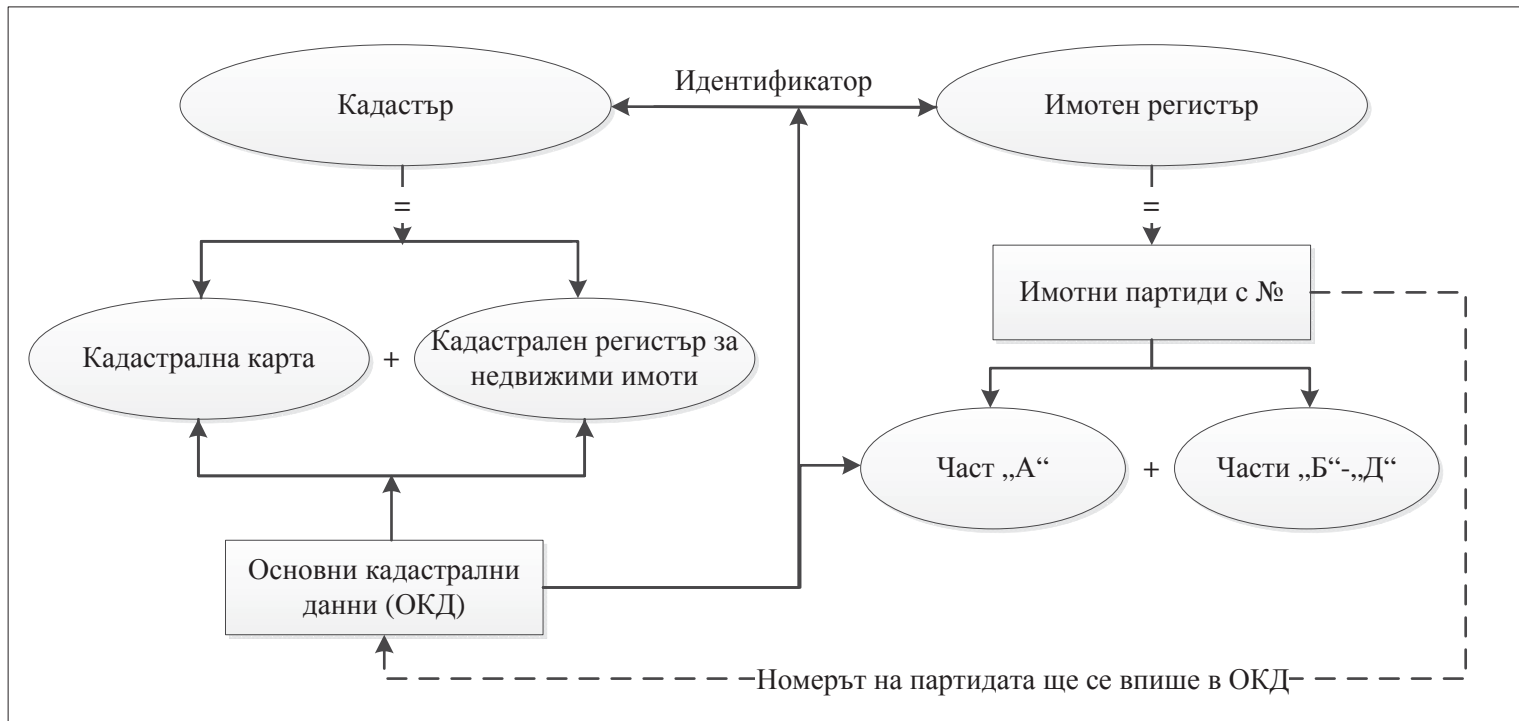 Идентификатор
Кадастър
Имотен регистър
=
=
Имотни партиди с №
Кадастрална карта
+
Кадастрален регистър за
недвижими имоти
Част „А“
+
Части „Б“-„Д“
Основни кадастрални
данни (ОКД)
Номерът на партидата ще се впише в ОКД